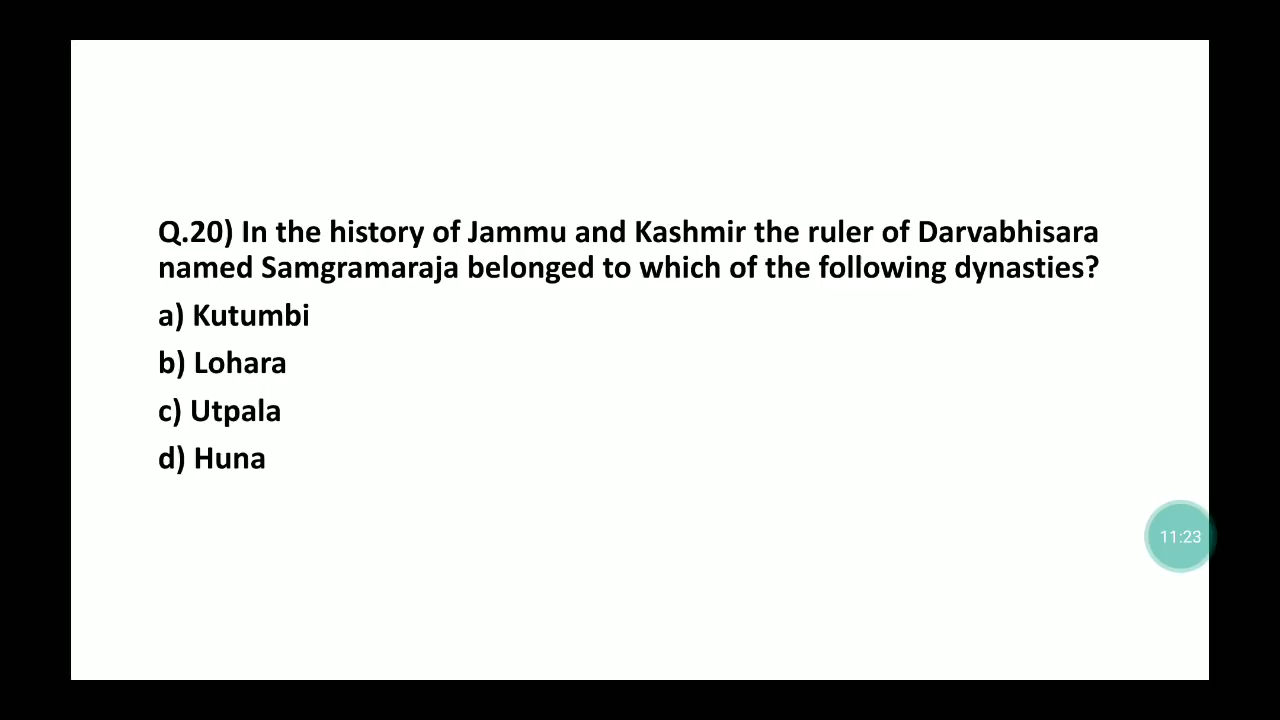 Q.20) In the history of Jammu and Kashmir the ruler of Darvabhisara
named Samgramaraja belonged to which of the following dynasties?
a) Kutumbi
b) Lohara
c) Utpala
d) Huna
11:23